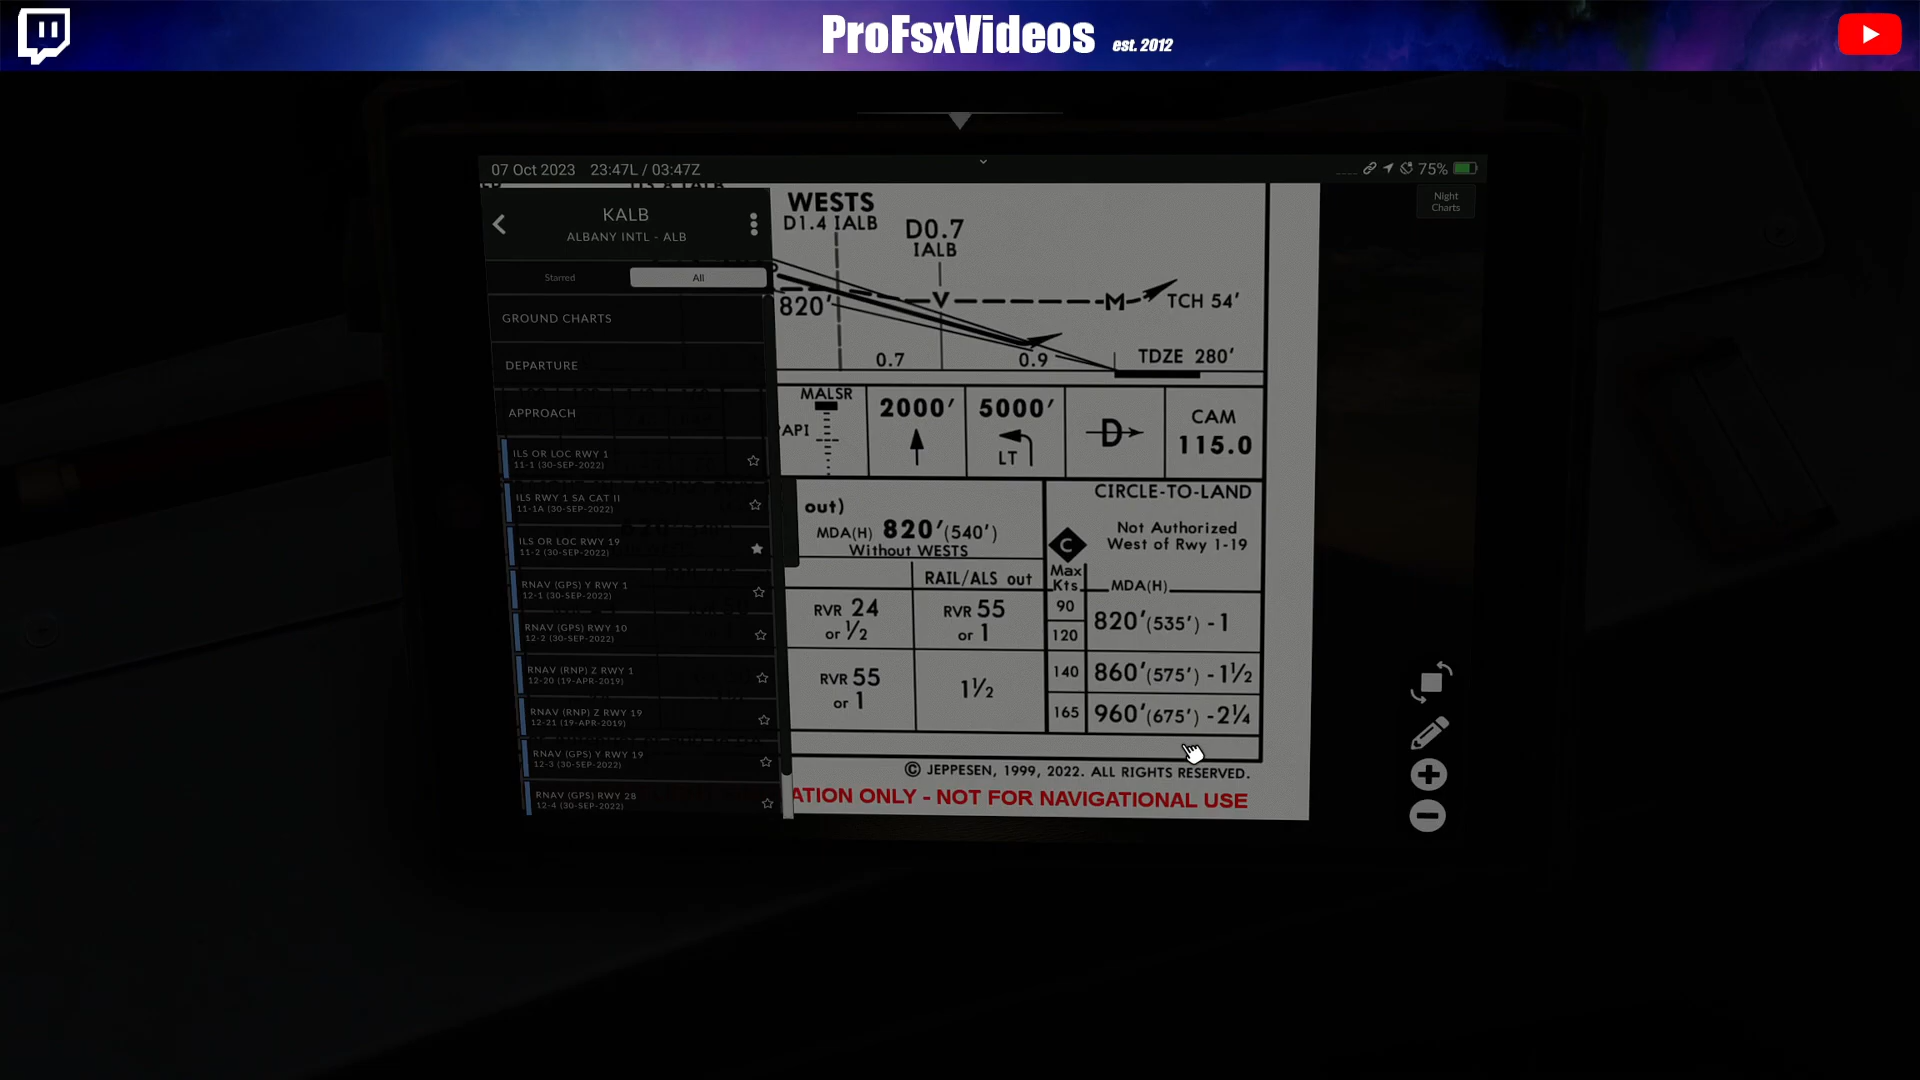 ProFsxVideos est. 2012
07 Oct 2023 23:47L / 03:47Z
75%
Night
Charts
KALB
ALBANY INTL - ALB
Starred
All
GROUND CHARTS
DEPARTURE
APPROACH
ILS OR LOC RWY 1
11-1 (30-SEP-2022)
ILS RWY 1 SA CAT II
11-1A (30-SEP-2022)
ILS OR LOC RWY 19
11-2 (30-SEP-2022)
RNAV (GPS) Y RWY 1
12-1 (30-SEP-2022)
RNAV (GPS) RWY 10
12-2 (30-SEP-2022)
RNAV (RNP) Z RWY 1
12-20 (19-APR-2019)
RNAV (RNP) Z RWY 19
12-21 (19-APR-2019)
RNAV (GPS) Y RWY 19
12-3 (30-SEP-2022)
RNAV (GPS) RWY 28
12-4 (30-SEP-2022)
WESTS
D1.4 IALB
D0.7
IALB
820'
V
M
TCH 54'
0.7
0.9
TDZE 280'
MALSR
PAPI
2000'
5000'
LT
D
CAM
115.0
out)
MDA(H) 820'(540')
Without WESTS
RAIL/ALS out
RVR 24
or 1/2
RVR 55
or 1
RVR 55
or 1
1 1/2
CIRCLE-TO-LAND
Not Authorized
West of Rwy 1-19
C
Max
Kts
MDA(H)
90
120
820'(535') - 1
140
860'(575') - 1 1/2
165
960'(675') - 2 1/4
© JEPPESEN, 1999, 2022. ALL RIGHTS RESERVED.
ATION ONLY - NOT FOR NAVIGATIONAL USE